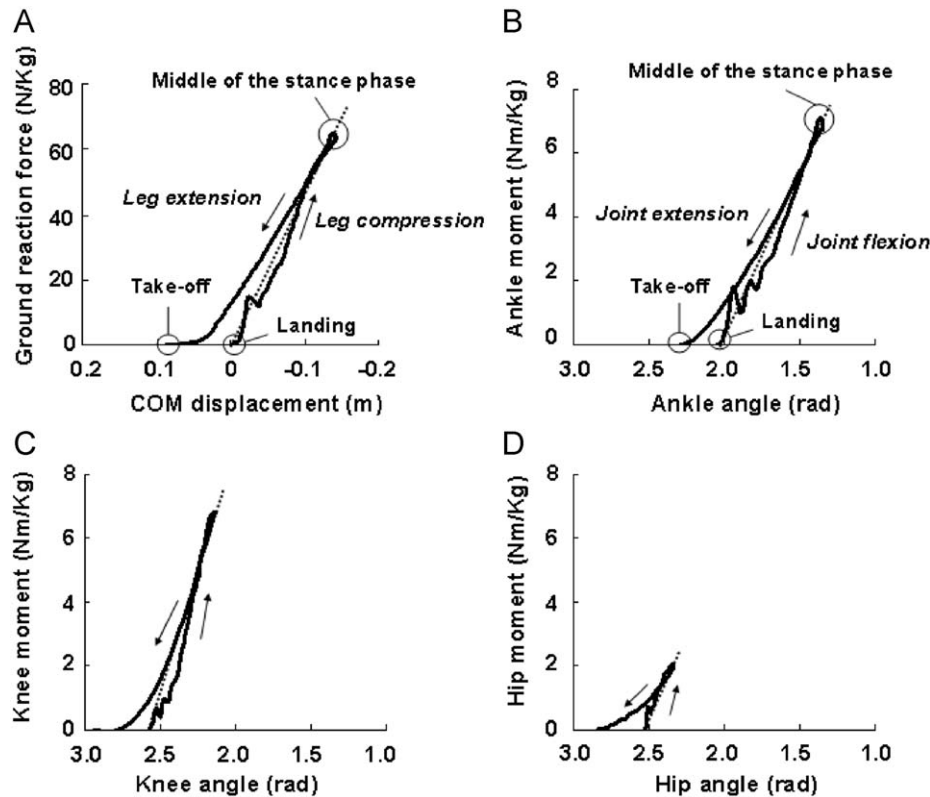 A
Ground reaction force (N/Kg)
80
60
40
20
0
Middle of the stance phase
Leg extension
Leg compression
Take-off
Landing
0.2
0.1
0
-0.1
-0.2
COM displacement (m)
B
Ankle moment (Nm/Kg)
8
6
4
2
0
Middle of the stance phase
Joint extension
Joint flexion
Take-off
Landing
3.0
2.5
2.0
1.5
1.0
Ankle angle (rad)
C
Knee moment (Nm/Kg)
8
6
4
2
0
3.0
2.5
2.0
1.5
1.0
Knee angle (rad)
D
Hip moment (Nm/Kg)
8
6
4
2
0
3.0
2.5
2.0
1.5
1.0
Hip angle (rad)